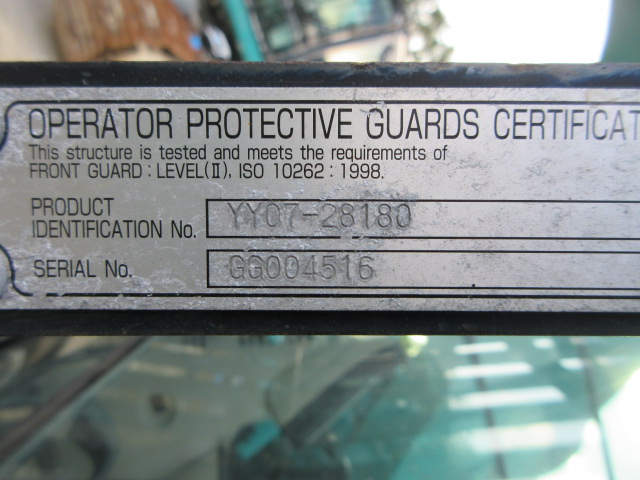 OPERATOR PROTECTIVE GUARDS CERTIFICAT
This structure is tested and meets the requirements of
FRONT GUARD : LEVEL(II), ISO 10262 : 1998.
PRODUCT
IDENTIFICATION No. YY07-28180
SERIAL No. GG004516